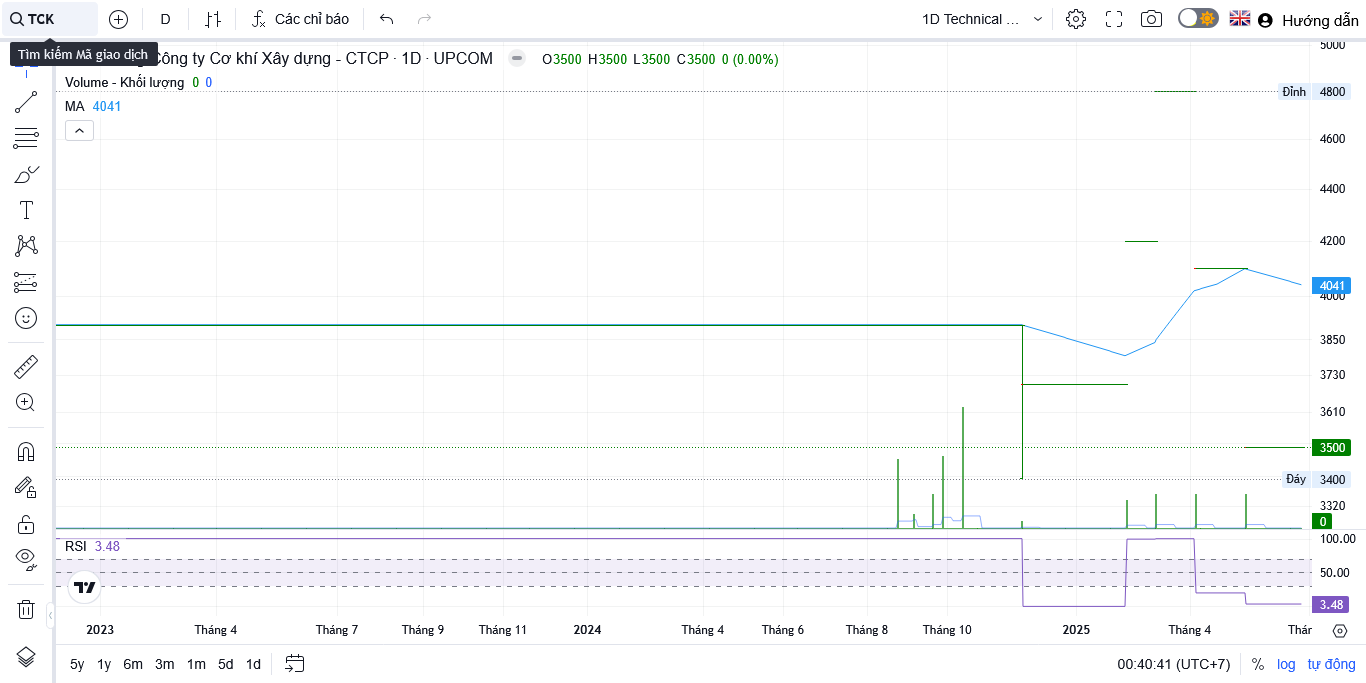 TCK D Các chỉ báo 1D Technical ... Hướng dẫn
Tìm kiếm Mã giao dịch
Công ty Cơ khí Xây dựng - CTCP · 1D · UPCOM O3500 H3500 L3500 C3500 0 (0.00%)
Volume - Khối lượng 0 0
MA 4041
5000
Đỉnh 4800
4600
4400
4200
4041
4000
3850
3730
3610
3500
Đáy 3400
3320
0
RSI 3.48
100.00
50.00
3.48
2023 Tháng 4 Tháng 7 Tháng 9 Tháng 11 2024 Tháng 4 Tháng 6 Tháng 8 Tháng 10 2025 Tháng 4 Thár
5y 1y 6m 3m 1m 5d 1d 00:40:41 (UTC+7) % log tự động